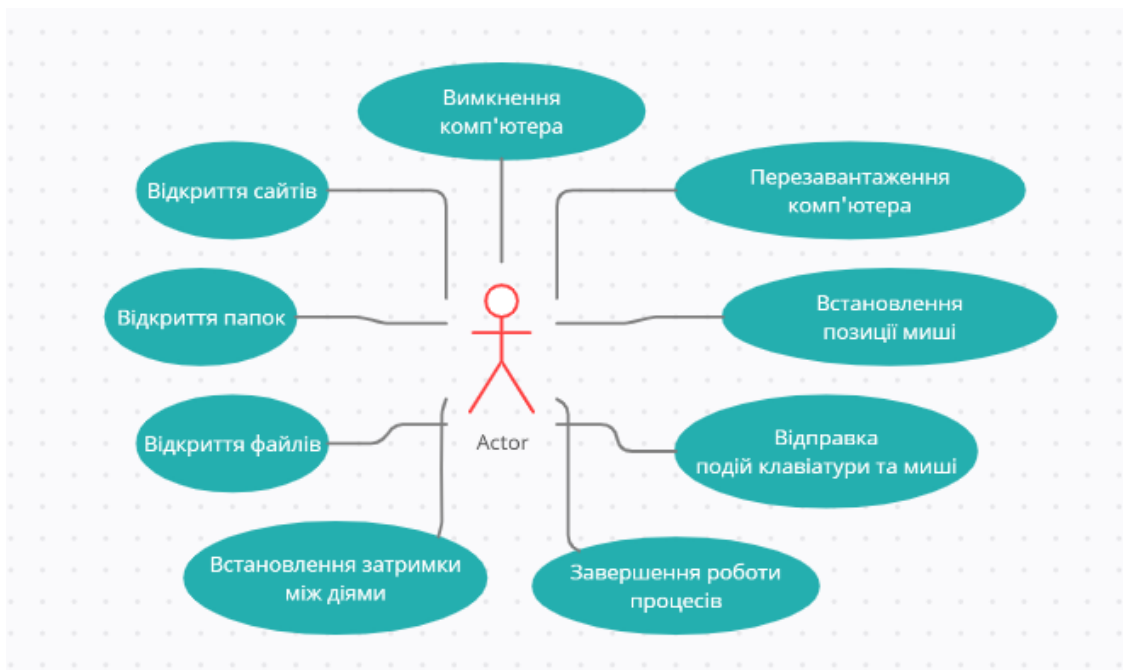 Вимкнення
комп'ютера
Відкриття сайтів
Перезавантаження
комп'ютера
Відкриття папок
Встановлення
позиції миші
Відкриття файлів
Actor
Відправка
подій клавіатури та миші
Встановлення затримки
між діями
Завершення роботи
процесів